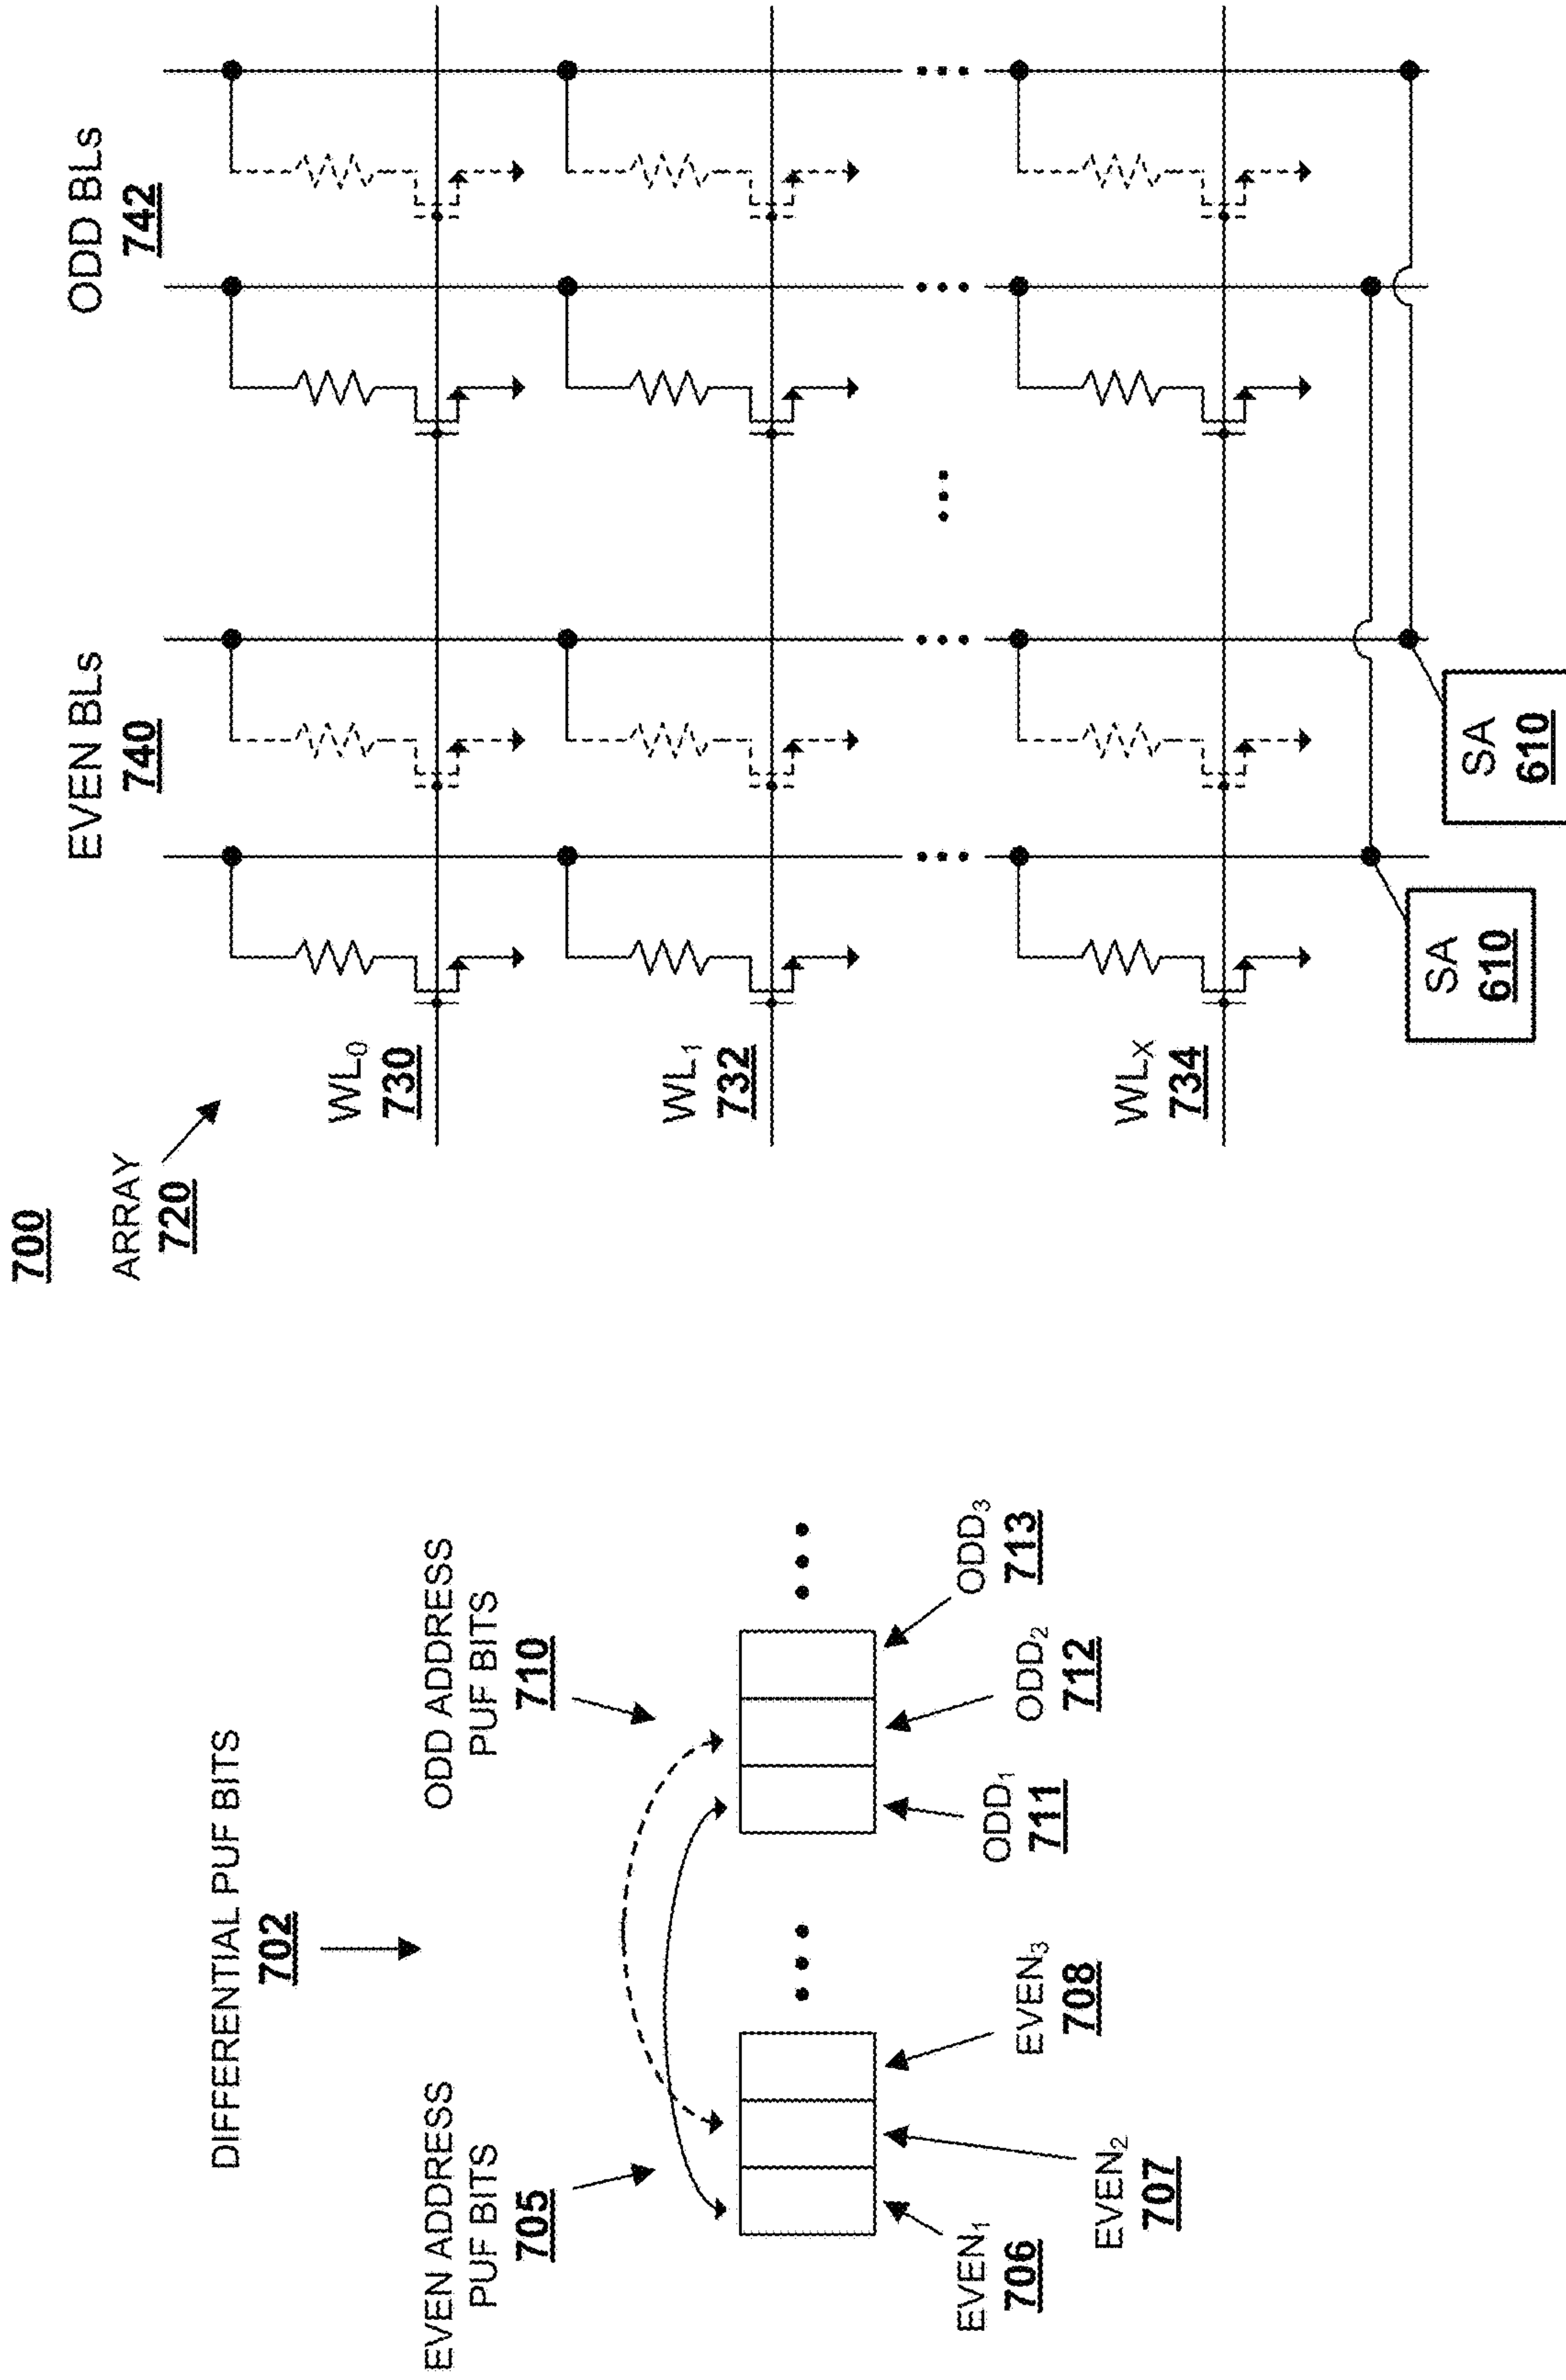 700
DIFFERENTIAL PUF BITS
702
EVEN ADDRESS
PUF BITS
705
ODD ADDRESS
PUF BITS
710
EVEN₁
706
EVEN₂
707
EVEN₃
708
ODD₁
711
ODD₂
712
ODD₃
713
ARRAY
720
EVEN BLs
740
ODD BLs
742
WL₀
730
WL₁
732
WLₓ
734
SA
610
SA
610